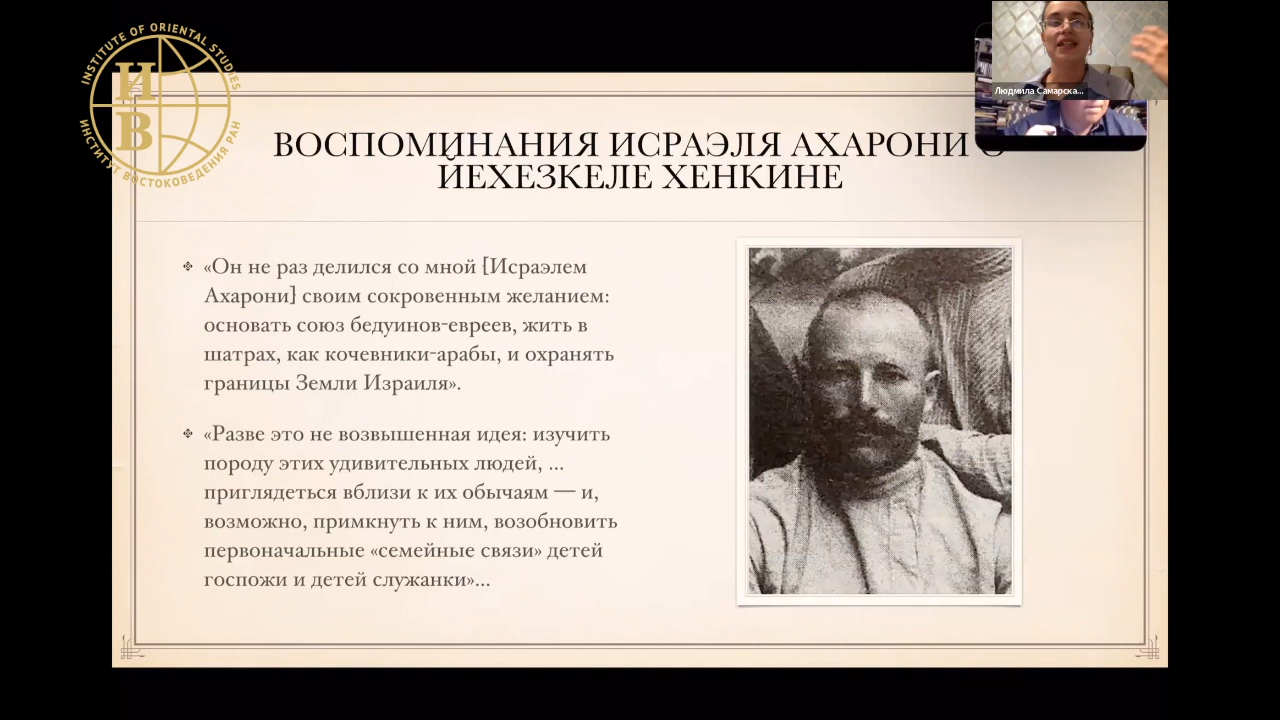 INSTITUTE OF ORIENTAL STUDIES
ИВ
ИНСТИТУТ ВОСТОКОВЕДЕНИЯ РАН
Людмила Самарска...
ВОСПОМИНАНИЯ ИСРАЭЛЯ АХАРОНИ О
ЙЕХЕЗКЕЛЕ ХЕНКИНЕ
«Он не раз делился со мной [Исраэлем
Ахарони] своим сокровенным желанием:
основать союз бедуинов-евреев, жить в
шатрах, как кочевники-арабы, и охранять
границы Земли Израиля».
«Разве это не возвышенная идея: изучить
породу этих удивительных людей, ...
приглядеться вблизи к их обычаям — и,
возможно, примкнуть к ним, возобновить
первоначальные «семейные связи» детей
госпожи и детей служанки»...